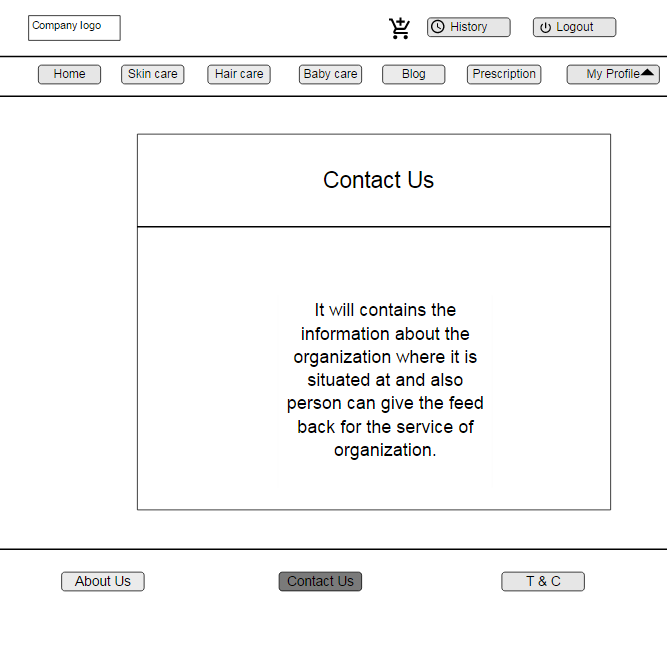 Company logo
History
Logout
Home
Skin care
Hair care
Baby care
Blog
Prescription
My Profile
Contact Us
It will contains the
information about the
organization where it is
situated at and also
person can give the feed
back for the service of
organization.
About Us
Contact Us
T & C